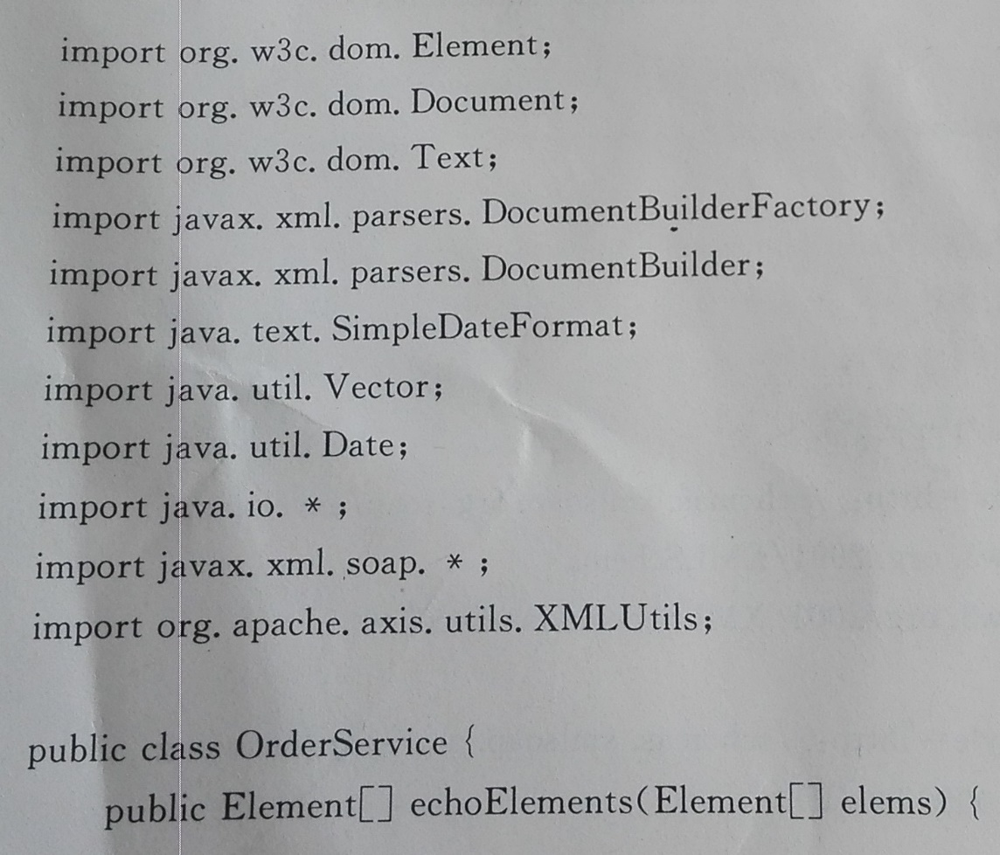 import org. w3c. dom. Element;
import org. w3c. dom. Document;
import org. w3c. dom. Text;
import javax. xml. parsers. DocumentBuilderFactory;
import javax. xml. parsers. DocumentBuilder;
import java. text. SimpleDateFormat;
import java. util. Vector;
import java. util. Date;
import java. io. * ;
import javax. xml. soap. * ;
import org. apache. axis. utils. XMLUtils;
public class OrderService {
public Element[] echoElements(Element[] elems) {